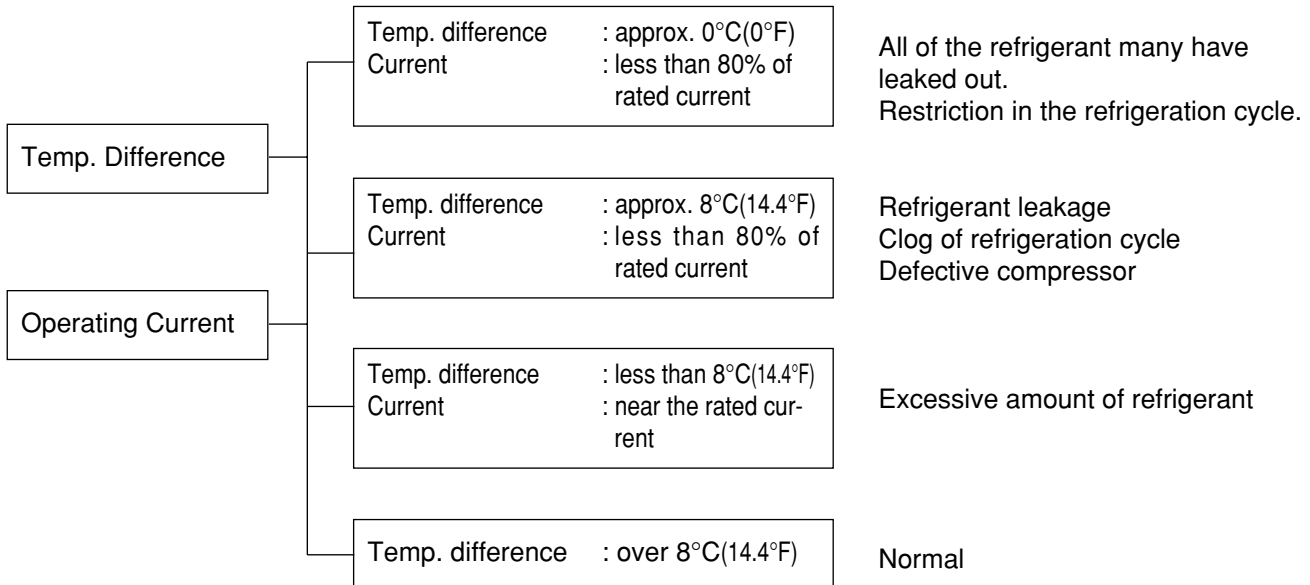 Temp. Difference
Operating Current
Temp. difference : approx. 0°C(0°F)
Current : less than 80% of
rated current
All of the refrigerant many have
leaked out.
Restriction in the refrigeration cycle.
Temp. difference : approx. 8°C(14.4°F)
Current : less than 80% of
rated current
Refrigerant leakage
Clog of refrigeration cycle
Defective compressor
Temp. difference : less than 8°C(14.4°F)
Current : near the rated cur-
rent
Excessive amount of refrigerant
Temp. difference : over 8°C(14.4°F)
Normal